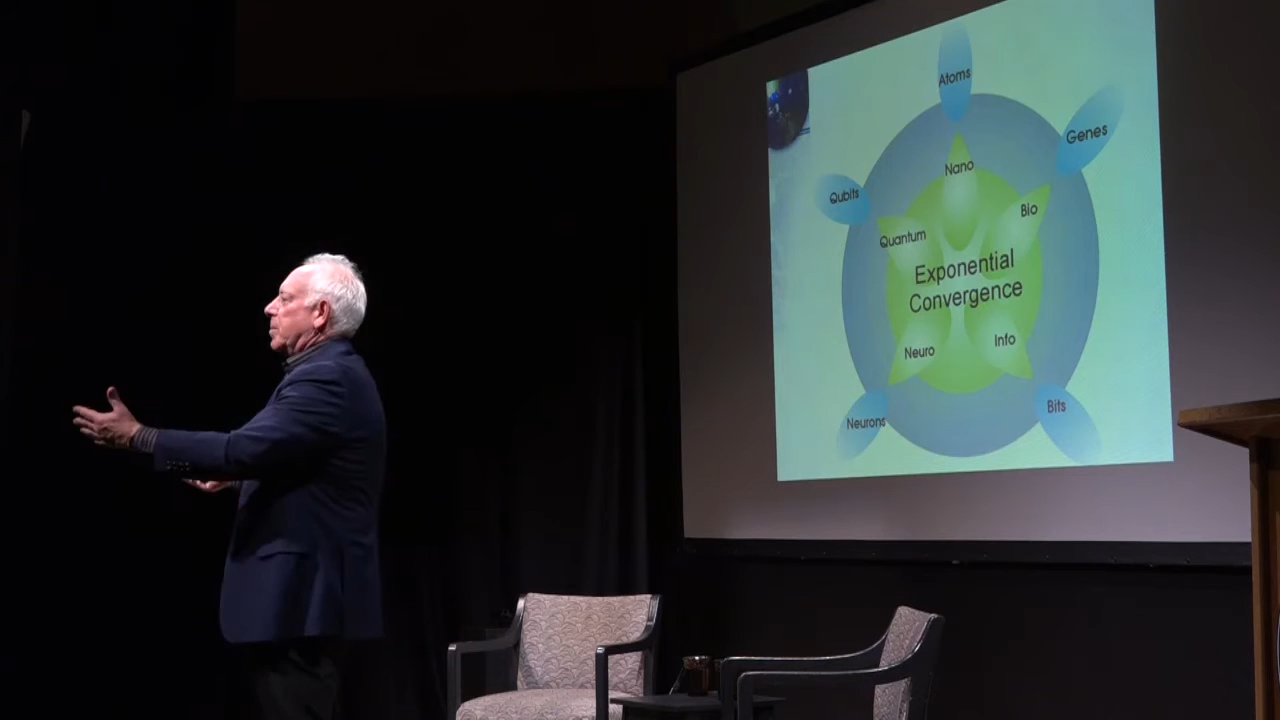 Atoms
Genes
Nano
Qubits
Bio
Quantum
Exponential
Convergence
Neuro
Info
Neurons
Bits